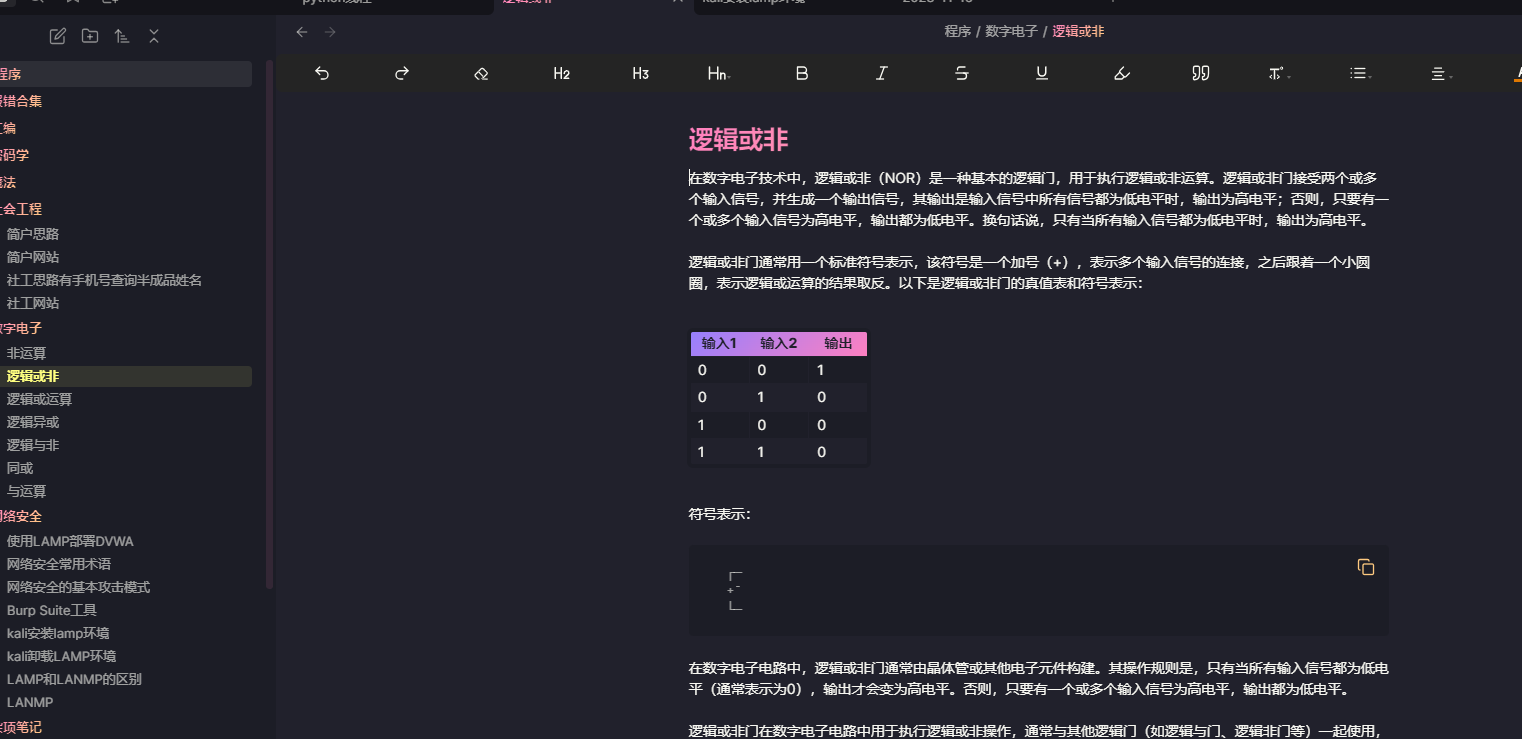 程序 / 数字电子 / 逻辑或非
H2 H3 Hn B I S U
程序
错合集
编
码学
法
会工程
简户思路
简户网站
社工思路有手机号查询半成品姓名
社工网站
字电子
非运算
逻辑或非
逻辑或运算
逻辑异或
逻辑与非
同或
与运算
络安全
使用LAMP部署DVWA
网络安全常用术语
网络安全的基本攻击模式
Burp Suite工具
kali安装lamp环境
kali卸载LAMP环境
LAMP和LANMP的区别
LANMP
项笔记
逻辑或非
在数字电子技术中，逻辑或非（NOR）是一种基本的逻辑门，用于执行逻辑或非运算。逻辑或非门接受两个或多
个输入信号，并生成一个输出信号，其输出是输入信号中所有信号都为低电平时，输出为高电平；否则，只要有一
个或多个输入信号为高电平，输出都为低电平。换句话说，只有当所有输入信号都为低电平时，输出为高电平。
逻辑或非门通常用一个标准符号表示，该符号是一个加号（+），表示多个输入信号的连接，之后跟着一个小圆
圈，表示逻辑或运算的结果取反。以下是逻辑或非门的真值表和符号表示：
输入1 输入2 输出
0 0 1
0 1 0
1 0 0
1 1 0
符号表示：
┌─
+-
└─
在数字电子电路中，逻辑或非门通常由晶体管或其他电子元件构建。其操作规则是，只有当所有输入信号都为低电
平（通常表示为0），输出才会变为高电平。否则，只要有一个或多个输入信号为高电平，输出都为低电平。
逻辑或非门在数字电子电路中用于执行逻辑或非操作，通常与其他逻辑门（如逻辑与门、逻辑非门等）一起使用，